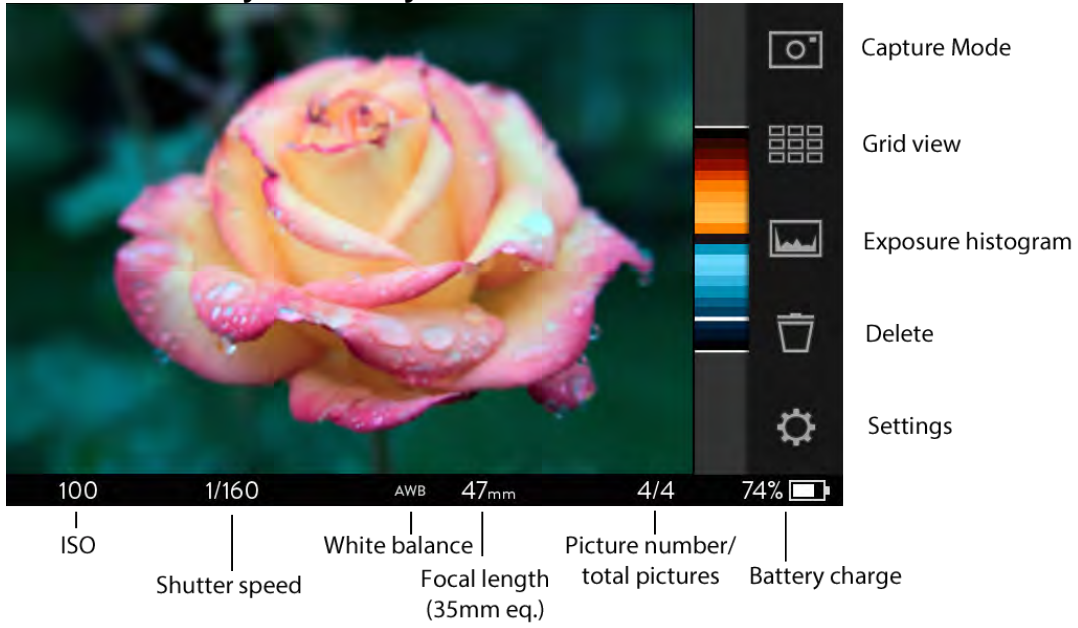 Capture Mode
Grid view
Exposure histogram
Delete
Settings
100 1/160 AWB 47mm 4/4 74%
ISO
White balance
Picture number/
total pictures
Shutter speed
Focal length
(35mm eq.)
Battery charge